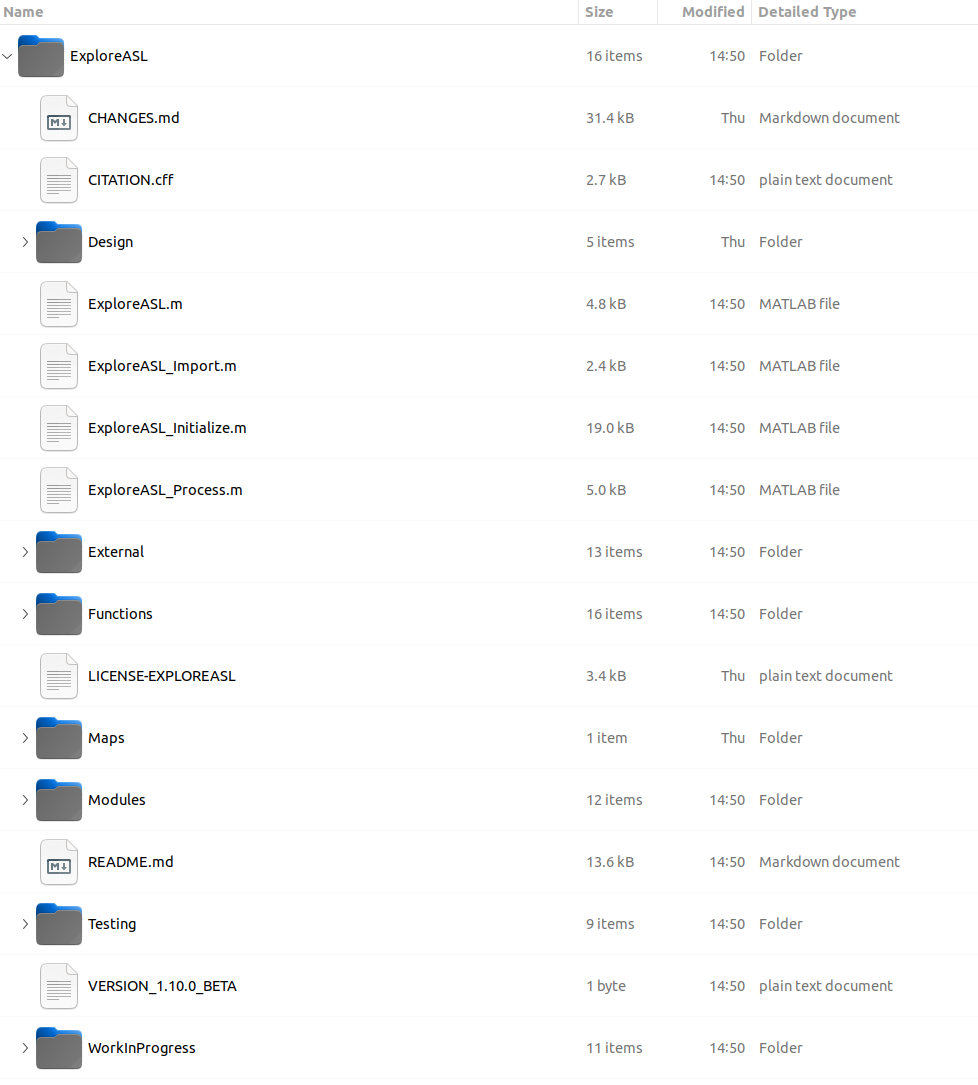 Name Size Modified Detailed Type
ExploreASL 16 items 14:50 Folder
M CHANGES.md 31.4 kB Thu Markdown document
CITATION.cff 2.7 kB 14:50 plain text document
Design 5 items Thu Folder
ExploreASL.m 4.8 kB 14:50 MATLAB file
ExploreASL_Import.m 2.4 kB 14:50 MATLAB file
ExploreASL_Initialize.m 19.0 kB 14:50 MATLAB file
ExploreASL_Process.m 5.0 kB 14:50 MATLAB file
External 13 items 14:50 Folder
Functions 16 items 14:50 Folder
LICENSE-EXPLOREASL 3.4 kB Thu plain text document
Maps 1 item Thu Folder
Modules 12 items 14:50 Folder
M README.md 13.6 kB 14:50 Markdown document
Testing 9 items 14:50 Folder
VERSION_1.10.0_BETA 1 byte 14:50 plain text document
WorkInProgress 11 items 14:50 Folder